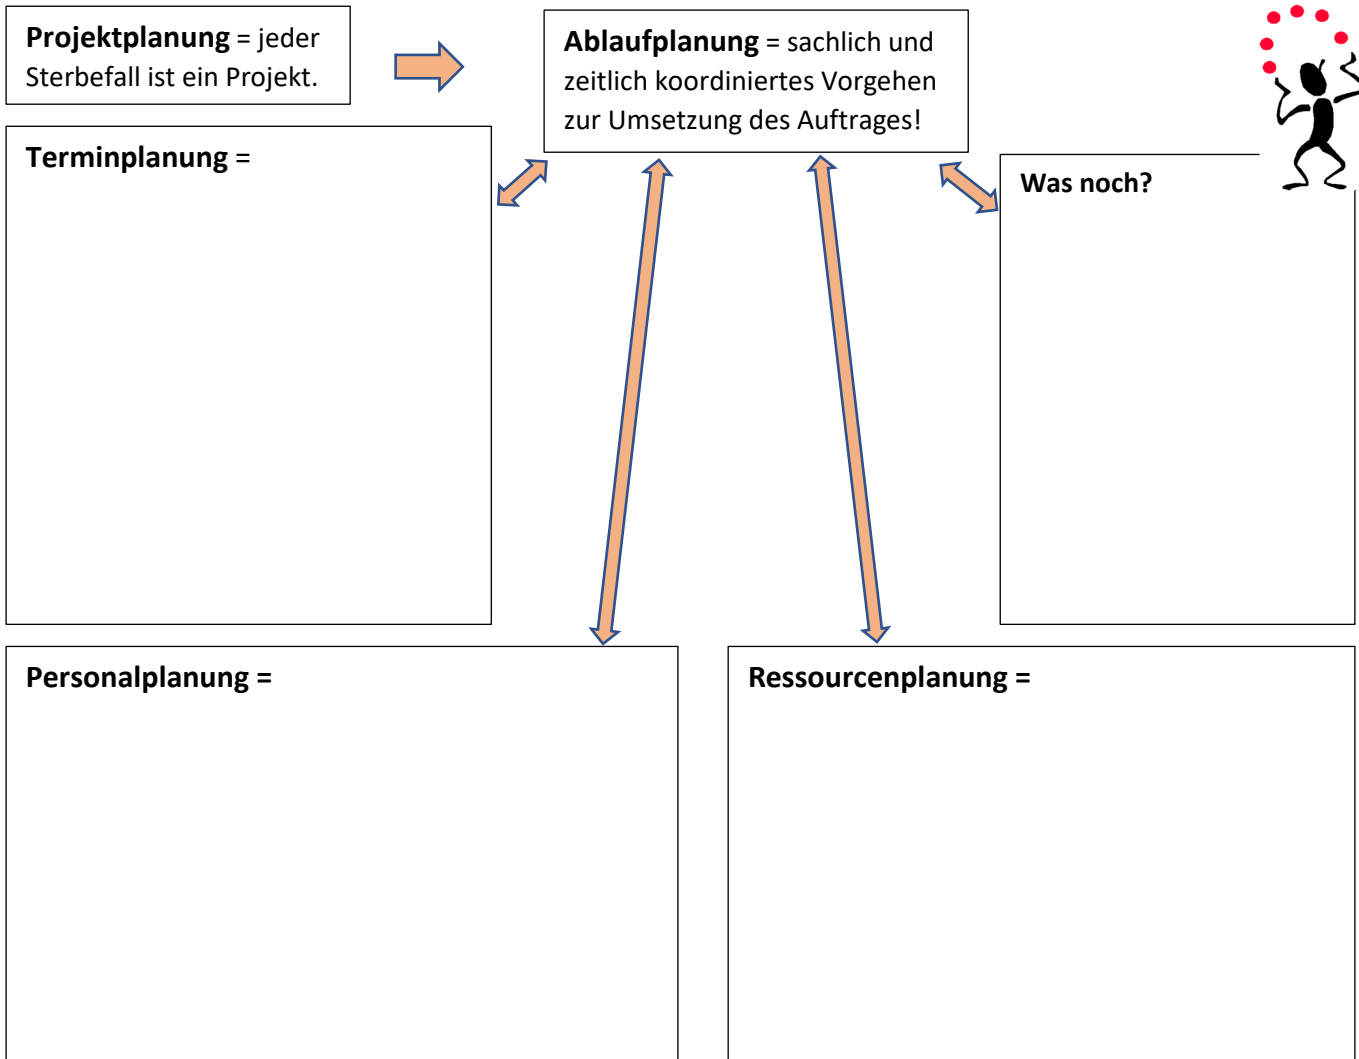 Projektplanung = jeder
Sterbefall ist ein Projekt.
Ablaufplanung = sachlich und
zeitlich koordiniertes Vorgehen
zur Umsetzung des Auftrages!
Terminplanung =
Was noch?
Personalplanung =
Ressourcenplanung =